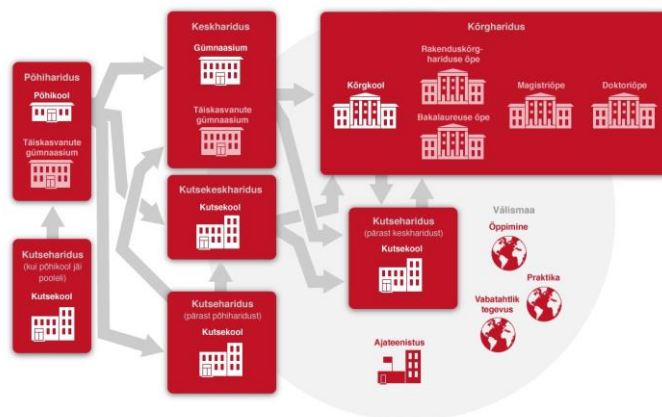 Põhiharidus
Põhikool
Täiskasvanute
gümnaasium
Kutseharidus
(kui põhikool jäi
pooleli)
Kutsekool
Keskharidus
Gümnaasium
Täiskasvanute
gümnaasium
Kutsekeskharidus
Kutsekool
Kutseharidus
(pärast põhiharidust)
Kutsekool
Kõrgharidus
Kõrgkool
Rakenduskõrg-
hariduse õpe
Bakalaureuse õpe
Magistriõpe
Doktoriõpe
Kutseharidus
(pärast keskharidust)
Kutsekool
Välismaa
Õppimine
Praktika
Vabatahtlik
tegevus
Ajateenistus